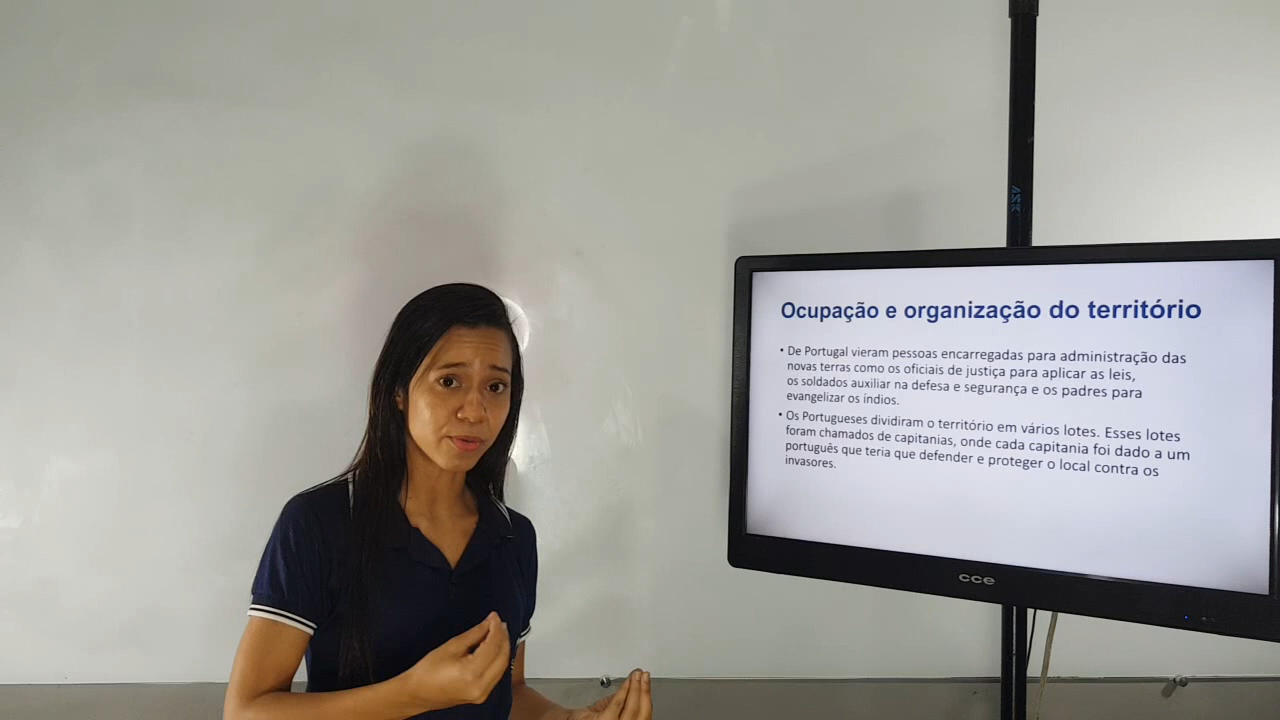 ASK
Ocupação e organização do território
• De Portugal vieram pessoas encarregadas para administração das
novas terras como os oficiais de justiça para aplicar as leis,
os soldados auxiliar na defesa e segurança e os padres para
evangelizar os índios.
• Os Portugueses dividiram o território em vários lotes. Esses lotes
foram chamados de capitanias, onde cada capitania foi dado a um
português que teria que defender e proteger o local contra os
invasores.
cce